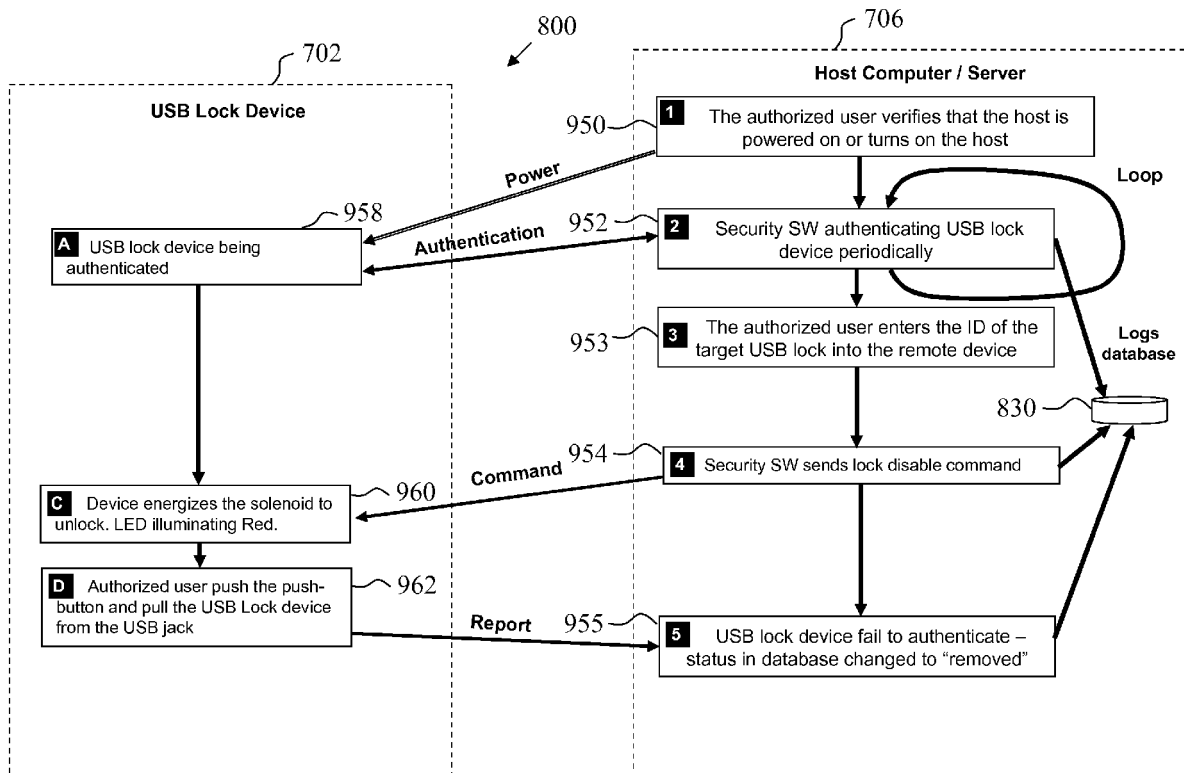 800
702
706
USB Lock Device
Host Computer / Server
950
1 The authorized user verifies that the host is
powered on or turns on the host
Power
Loop
958
952
A USB lock device being
authenticated
Authentication
2 Security SW authenticating USB lock
device periodically
953
3 The authorized user enters the ID of the
target USB lock into the remote device
Logs
database
830
954
4 Security SW sends lock disable command
Command
960
C Device energizes the solenoid to
unlock. LED illuminating Red.
962
D Authorized user push the push-
button and pull the USB Lock device
from the USB jack
Report
955
5 USB lock device fail to authenticate –
status in database changed to “removed”